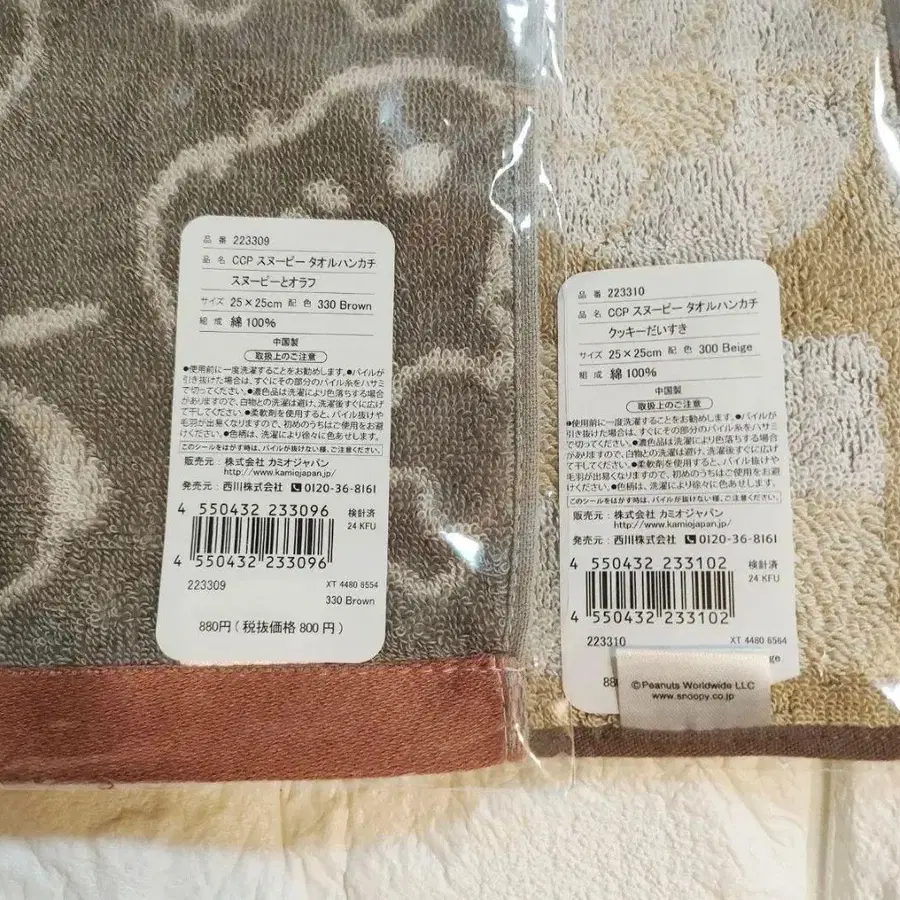 品番 223309
品名 CCP スヌーピー タオルハンカチ
スヌーピーとオラフ
サイズ 25×25cm 配色 330 Brown
組成 綿100%
中国製
取扱上のご注意
●使用前に一度洗濯することをお勧めします。●パイルが
引き抜けた場合は、すぐにその部分のパイル糸をハサミ
で切ってください。●濃色品は洗濯により色落ちする場合
がありますので、白物との洗濯は避け、洗濯後すぐに広げ
て干してください。●柔軟剤を使用すると、パイル抜けや
毛羽が出易くなりますので、初めのうちはご使用をお避
けください。●色柄は、洗濯により徐々に色あせします。
このシールをはがす時は、パイルが抜けない様、ご注意下さい。
販売元：株式会社 カミオジャパン
http://www.kamiojapan.jp/
発売元：西川株式会社 0120-36-8161
4 550432 233096
検針済
24 KFU
4 550432 233096
223309
XT 4480 6554
330 Brown
880円(税抜価格 800円)
品番 223310
品名 CCP スヌーピー タオルハンカチ
クッキーだいすき
サイズ 25×25cm 配色 300 Beige
組成 綿100%
中国製
取扱上のご注意
●使用前に一度洗濯することをお勧めします。●パイルが
引き抜けた場合は、すぐにその部分のパイル糸をハサミ
で切ってください。●濃色品は洗濯により色落ちする場合
がありますので、白物との洗濯は避け、洗濯後すぐに広げ
て干してください。●柔軟剤を使用すると、パイル抜けや
毛羽が出易くなりますので、初めのうちはご使用をお避
けください。●色柄は、洗濯により徐々に色あせします。
このシールをはがす時は、パイルが抜けない様、ご注意下さい。
販売元：株式会社 カミオジャパン
http://www.kamiojapan.jp/
発売元：西川株式会社 0120-36-8161
4 550432 233102
検針済
24 KFU
4 550432 233102
223310
XT 4480 6564
©Peanuts Worldwide LLC
www.snoopy.co.jp